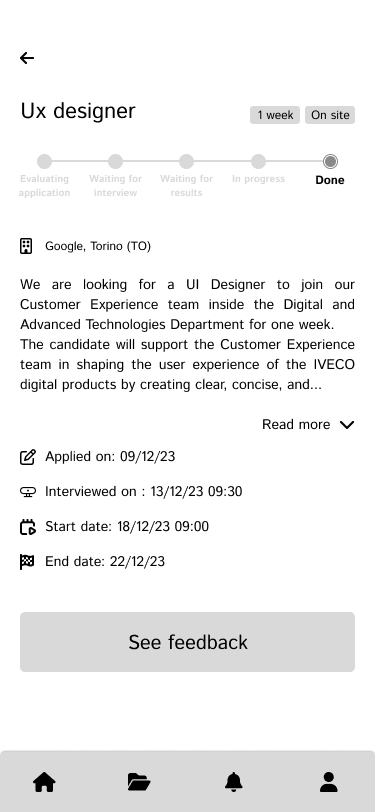 Ux designer
1 week
On site
Evaluating application
Waiting for interview
Waiting for results
In progress
Done
Google, Torino (TO)
We are looking for a UI Designer to join our
Customer Experience team inside the Digital and
Advanced Technologies Department for one week.
The candidate will support the Customer Experience
team in shaping the user experience of the IVECO
digital products by creating clear, concise, and...
Read more
Applied on: 09/12/23
Interviewed on : 13/12/23 09:30
Start date: 18/12/23 09:00
End date: 22/12/23
See feedback